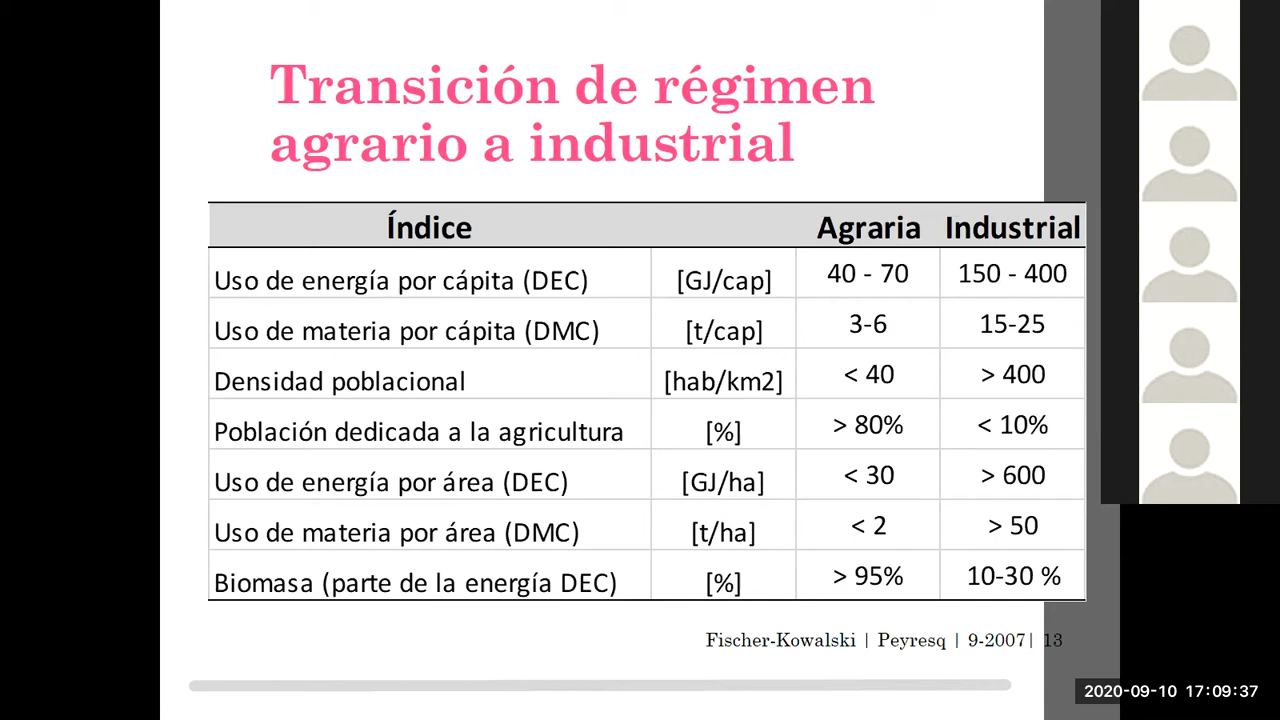 Transición de régimen
agrario a industrial
Índice Agraria Industrial
Uso de energía por cápita (DEC) [GJ/cap] 40 - 70 150 - 400
Uso de materia por cápita (DMC) [t/cap] 3-6 15-25
Densidad poblacional [hab/km2] < 40 > 400
Población dedicada a la agricultura [%] > 80% < 10%
Uso de energía por área (DEC) [GJ/ha] < 30 > 600
Uso de materia por área (DMC) [t/ha] < 2 > 50
Biomasa (parte de la energía DEC) [%] > 95% 10-30 %
Fischer-Kowalski | Peyresq | 9-2007| 13
2020-09-10 17:09:37